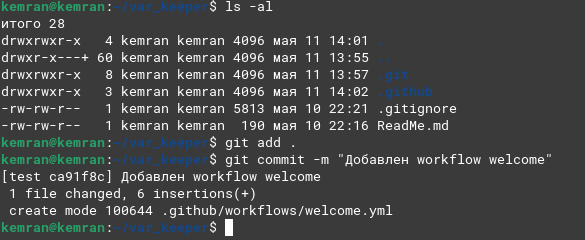 kemran@kemran:~/var_keeper$ ls -al
итого 28
drwxrwxr-x   4 kemran kemran 4096 мая 11 14:01 .
drwxr-x---+ 60 kemran kemran 4096 мая 11 13:55 ..
drwxrwxr-x   8 kemran kemran 4096 мая 11 13:57 .git
drwxrwxr-x   3 kemran kemran 4096 мая 11 14:02 .github
-rw-rw-r--   1 kemran kemran 5813 мая 10 22:21 .gitignore
-rw-rw-r--   1 kemran kemran  190 мая 10 22:16 ReadMe.md
kemran@kemran:~/var_keeper$ git add .
kemran@kemran:~/var_keeper$ git commit -m "Добавлен workflow welcome"
[test ca91f8c] Добавлен workflow welcome
 1 file changed, 6 insertions(+)
 create mode 100644 .github/workflows/welcome.yml
kemran@kemran:~/var_keeper$